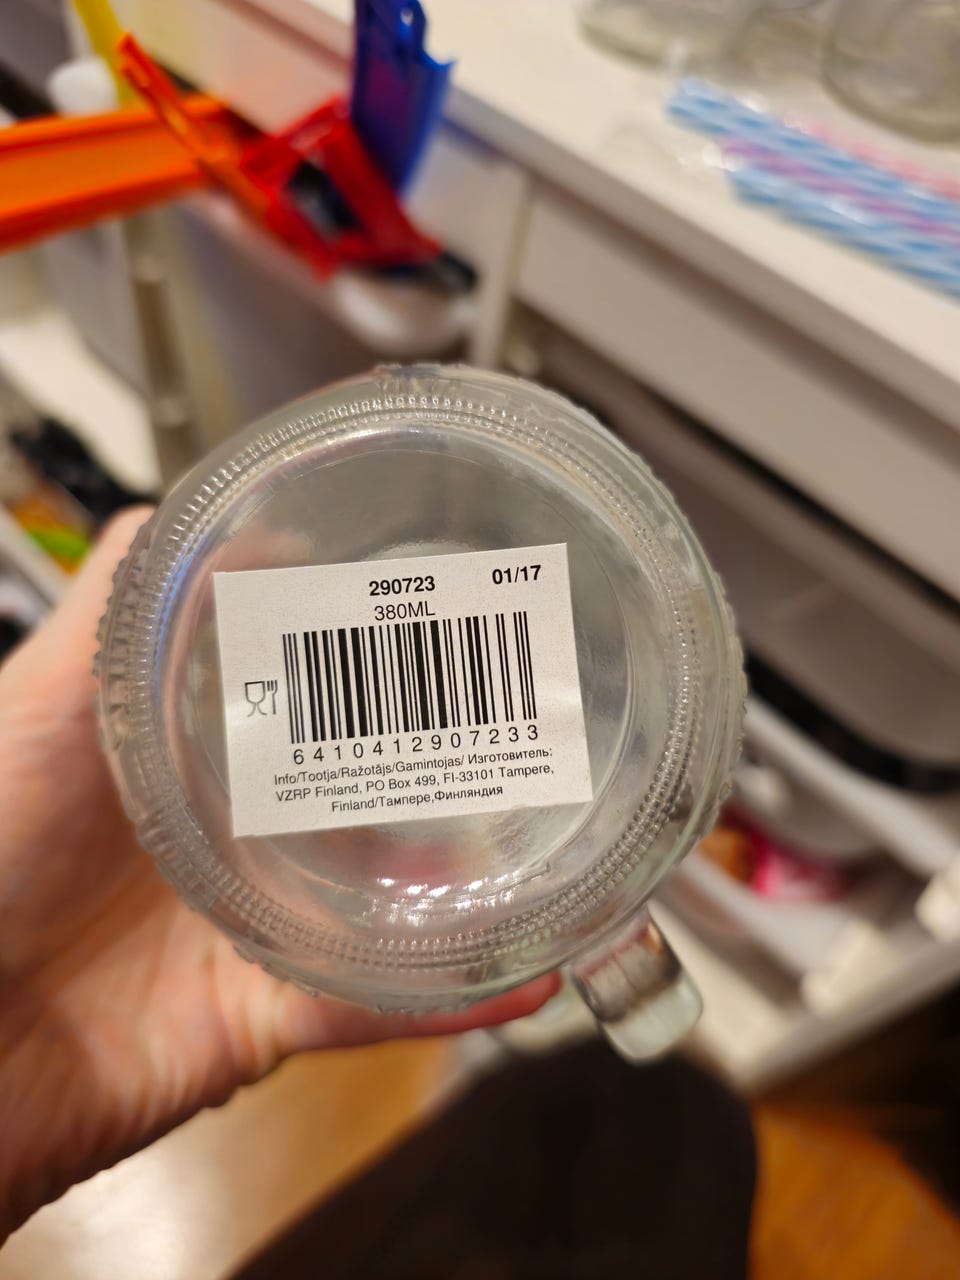 290723 01/17
380ML
6410412907233
Info/Tootja/Ražotājs/Gamintojas/ Изготовитель:
VZRP Finland, PO Box 499, FI-33101 Tampere,
Finland/Тампере,Финляндия